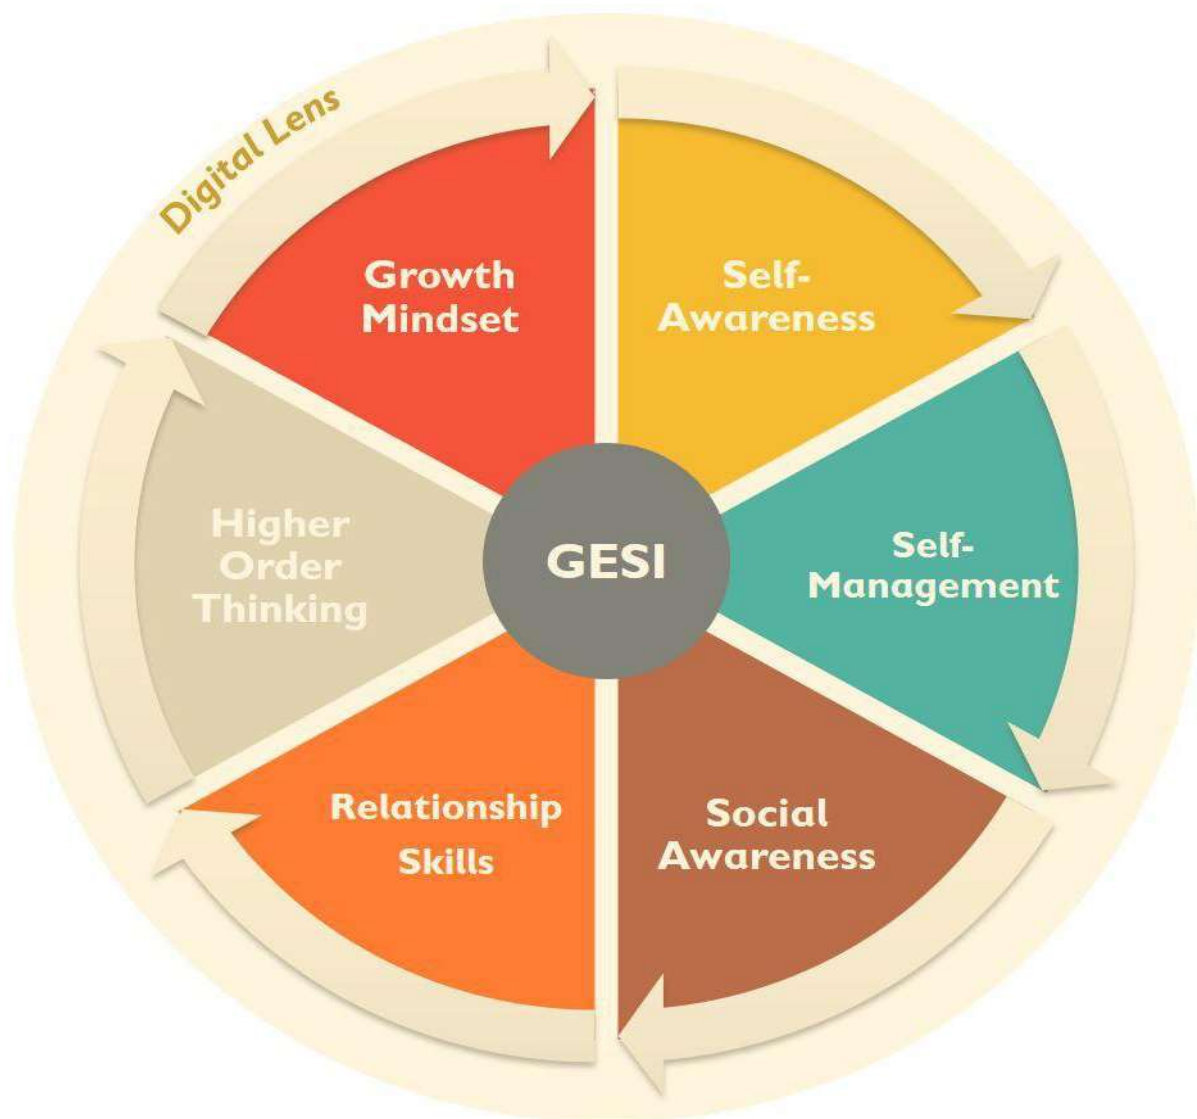 Digital Lens
Growth
Mindset
Self-
Awareness
Higher
Order
Thinking
GESI
Self-
Management
Relationship
Skills
Social
Awareness